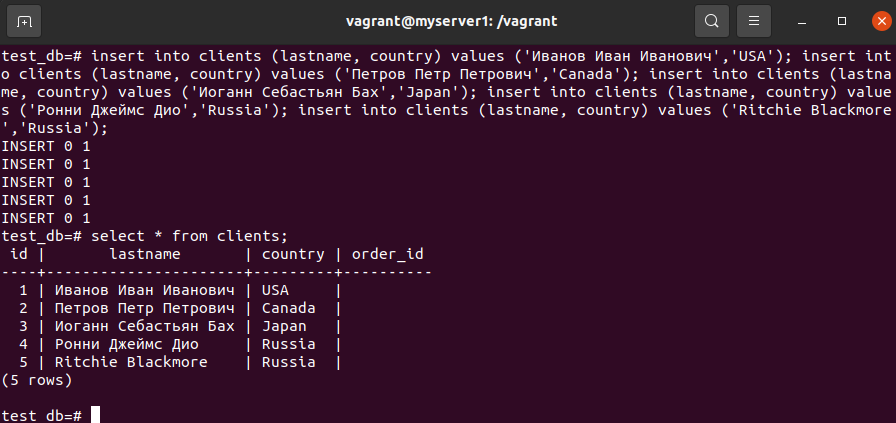 vagrant@myserver1: /vagrant
test_db=# insert into clients (lastname, country) values ('Иванов Иван Иванович','USA'); insert int
o clients (lastname, country) values ('Петров Петр Петрович','Canada'); insert into clients (lastna
me, country) values ('Иоганн Себастьян Бах','Japan'); insert into clients (lastname, country) value
s ('Ронни Джеймс Дио','Russia'); insert into clients (lastname, country) values ('Ritchie Blackmore
','Russia');
INSERT 0 1
INSERT 0 1
INSERT 0 1
INSERT 0 1
INSERT 0 1
test_db=# select * from clients;
 id |       lastname       | country | order_id
----+----------------------+---------+----------
  1 | Иванов Иван Иванович | USA     |
  2 | Петров Петр Петрович | Canada  |
  3 | Иоганн Себастьян Бах | Japan   |
  4 | Ронни Джеймс Дио     | Russia  |
  5 | Ritchie Blackmore    | Russia  |
(5 rows)
test_db=#